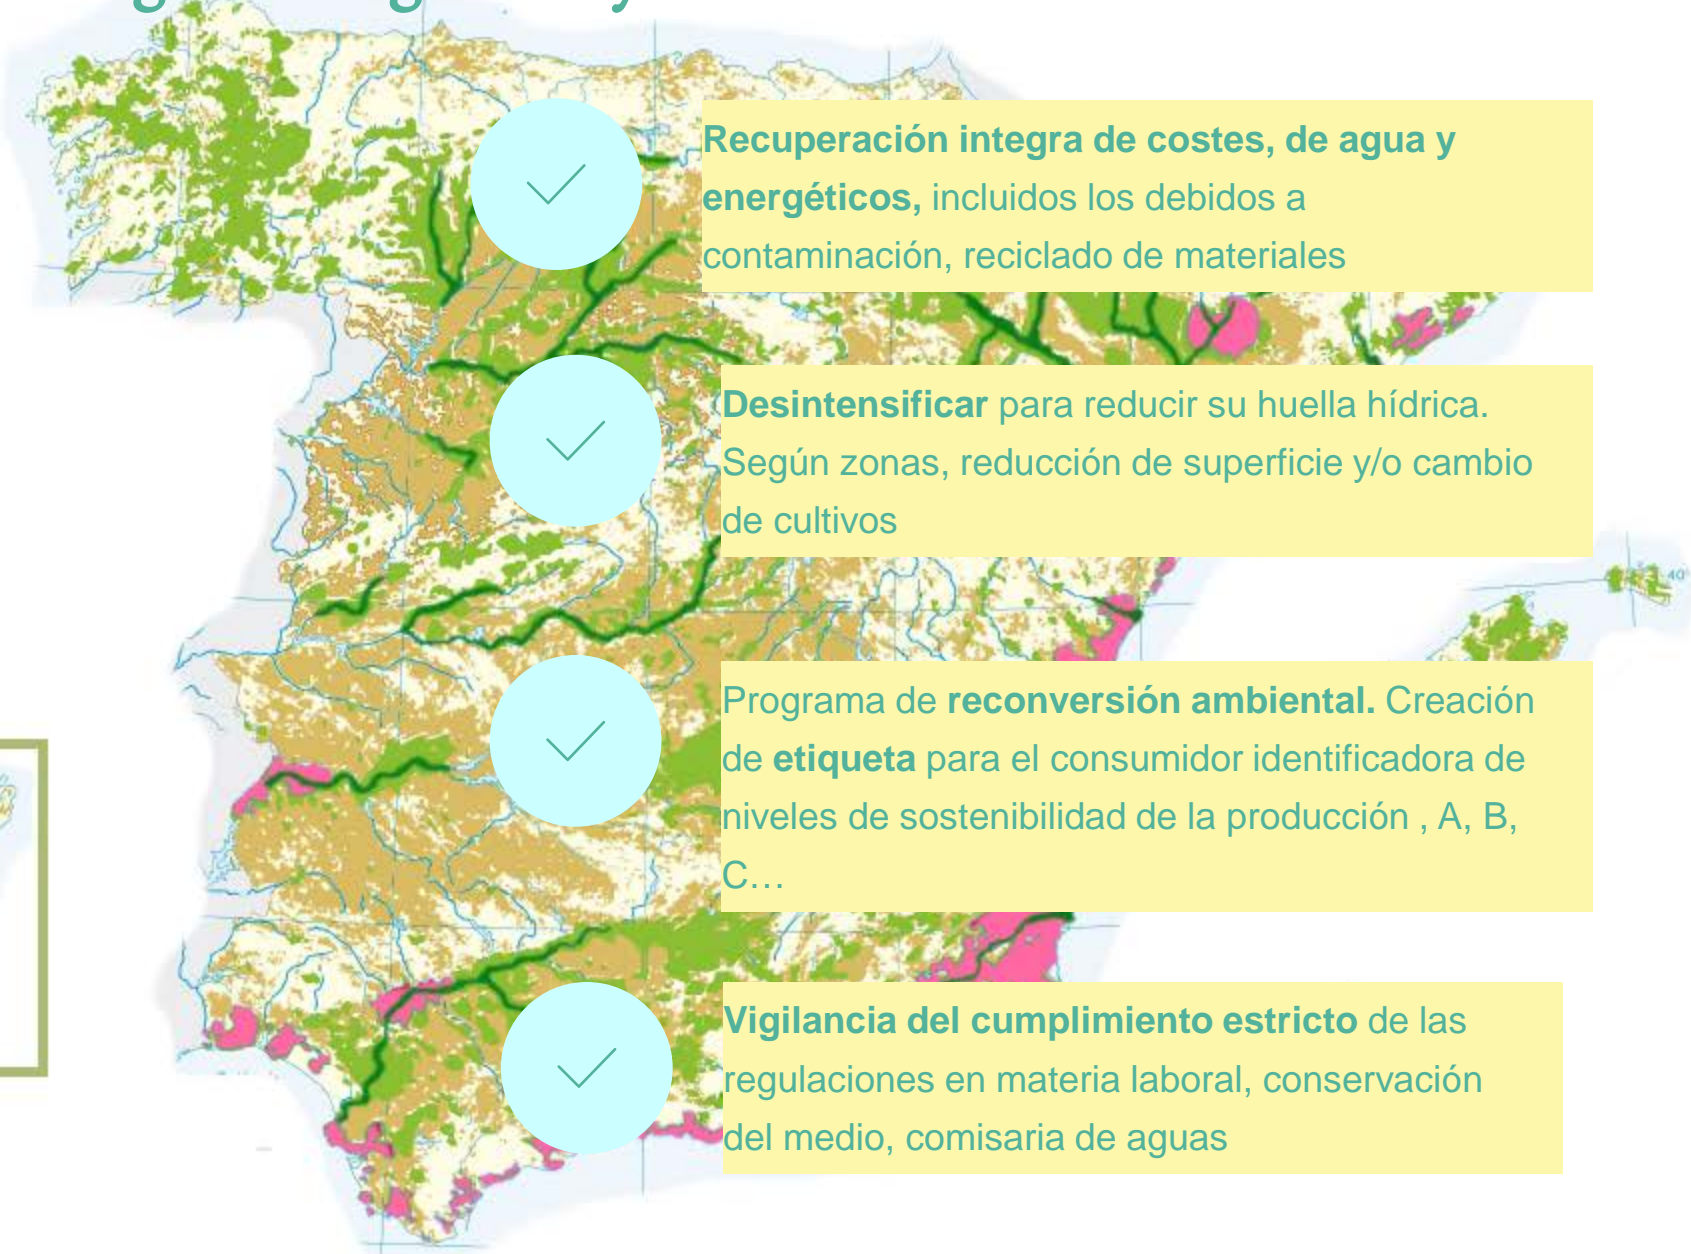 Recuperación integra de costes, de agua y
energéticos, incluidos los debidos a
contaminación, reciclado de materiales
Desintensificar para reducir su huella hídrica.
Según zonas, reducción de superficie y/o cambio
de cultivos
40°
Programa de reconversión ambiental. Creación
de etiqueta para el consumidor identificadora de
niveles de sostenibilidad de la producción , A, B,
C…
Vigilancia del cumplimiento estricto de las
regulaciones en materia laboral, conservación
del medio, comisaria de aguas